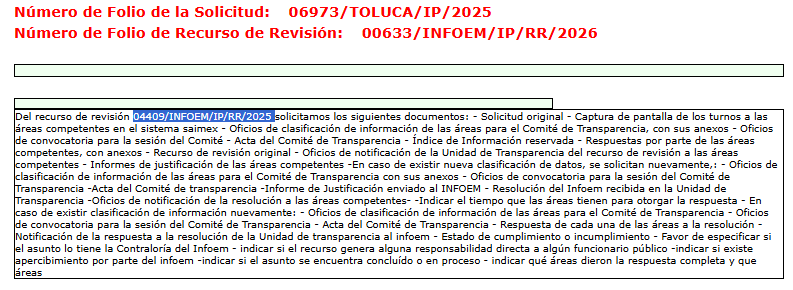 Número de Folio de la Solicitud: 06973/TOLUCA/IP/2025
Número de Folio de Recurso de Revisión: 00633/INFOEM/IP/RR/2026
Del recurso de revisión 04409/INFOEM/IP/RR/2025 solicitamos los siguientes documentos: - Solicitud original - Captura de pantalla de los turnos a las
áreas competentes en el sistema saimex - Oficios de clasificación de información de las áreas para el Comité de Transparencia, con sus anexos - Oficios
de convocatoria para la sesión del Comité - Acta del Comité de Transparencia - Índice de Información reservada - Respuestas por parte de las áreas
competentes, con anexos - Recurso de revisión original - Oficios de notificación de la Unidad de Transparencia del recurso de revisión a las áreas
competentes - Informes de justificación de las áreas competentes -En caso de existir nueva clasificación de datos, se solicitan nuevamente,: - Oficios de
clasificación de información de las áreas para el Comité de Transparencia con sus anexos - Oficios de convocatoria para la sesión del Comité de
Transparencia -Acta del Comité de transparencia -Informe de Justificación enviado al INFOEM - Resolución del Infoem recibida en la Unidad de
Transparencia -Oficios de notificación de la resolución a las áreas competentes- -Indicar el tiempo que las áreas tienen para otorgar la respuesta - En
caso de existir clasificación de información nuevamente: - Oficios de clasificación de información de las áreas para el Comité de Transparencia - Oficios
de convocatoria para la sesión del Comité de Transparencia - Acta del Comité de Transparencia - Respuesta de cada una de las áreas a la resolución -
Notificación de la respuesta a la resolución de la Unidad de Transparencia al infoem - Estado de cumplimiento o incumplimiento - Favor de especificar si
el asunto lo tiene la Contraloría del Infoem - indicar si el recurso genera alguna responsabilidad directa a algún funcionario público -indicar si existe
apercibimiento por parte del infoem -indicar si el asunto se encuentra concluído o en proceso - indicar qué áreas dieron la respuesta completa y que
áreas